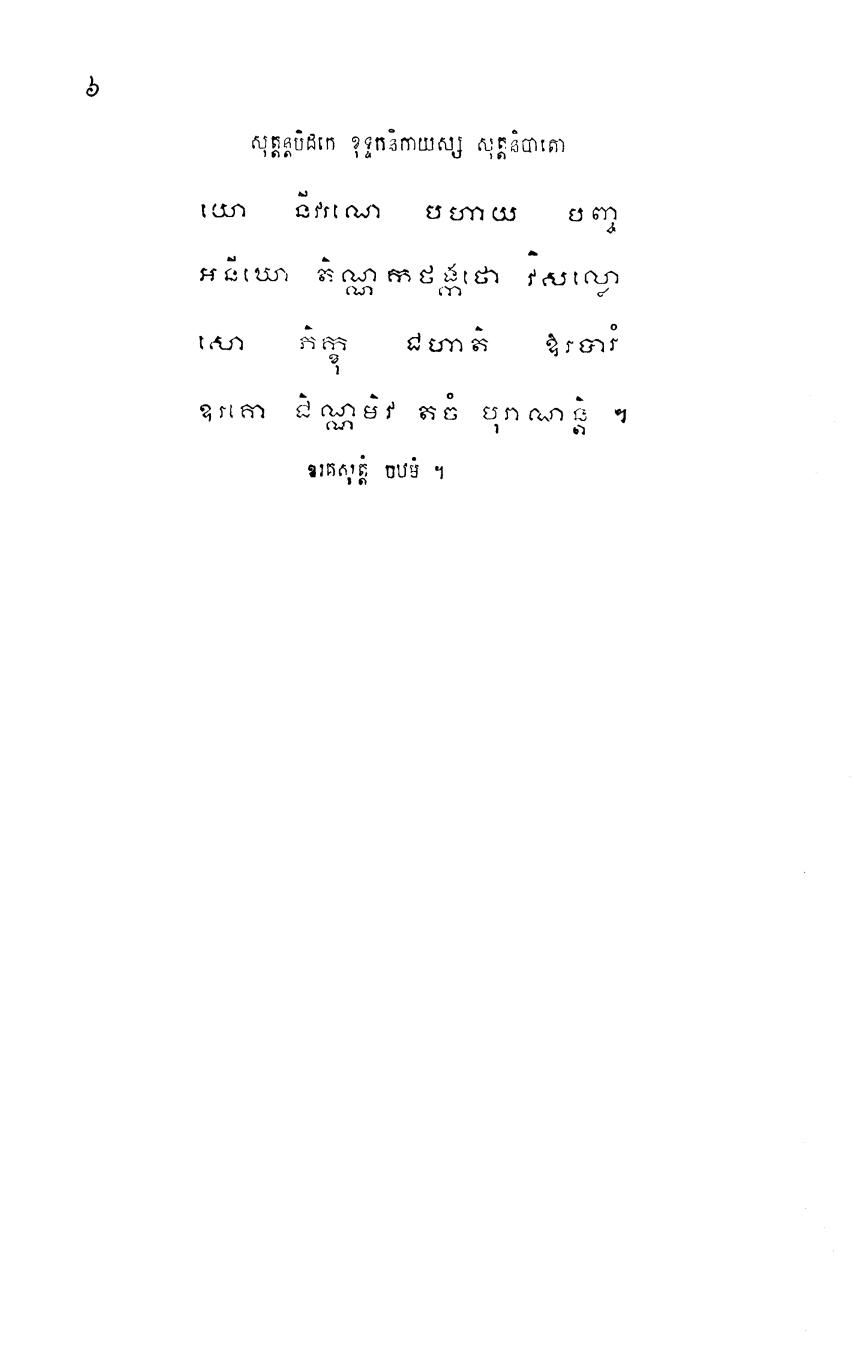 ៦
សុត្តន្តបិដកេ ខុទ្ទកនិកាយស្ស សុត្តនិបាតោ
យោ នីវរណេ បហាយ បញ្ច
អនីឃោ តិណ្ណកថង្កថោ វិសល្លោ
សោ ភិក្ខុ ជហាតិ ឱរបារំ
ឧរគោ ជិណ្ណមិវ តចំ បុរាណន្តិ ។
ឧរគសុត្តំ បឋមំ ។